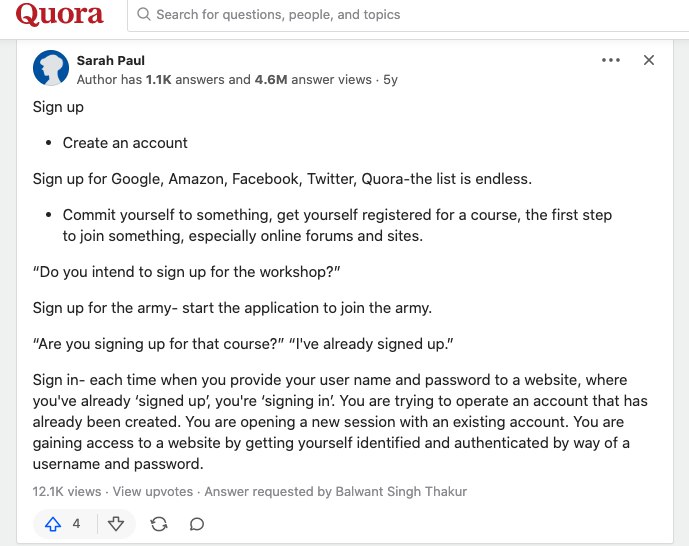 Quora
Search for questions, people, and topics
Sarah Paul
Author has 1.1K answers and 4.6M answer views · 5y
Sign up
• Create an account
Sign up for Google, Amazon, Facebook, Twitter, Quora-the list is endless.
• Commit yourself to something, get yourself registered for a course, the first step
to join something, especially online forums and sites.
“Do you intend to sign up for the workshop?”
Sign up for the army- start the application to join the army.
“Are you signing up for that course?” “I've already signed up.”
Sign in- each time when you provide your user name and password to a website, where
you've already ‘signed up’, you're ‘signing in’. You are trying to operate an account that has
already been created. You are opening a new session with an existing account. You are
gaining access to a website by getting yourself identified and authenticated by way of a
username and password.
12.1K views · View upvotes · Answer requested by Balwant Singh Thakur
4